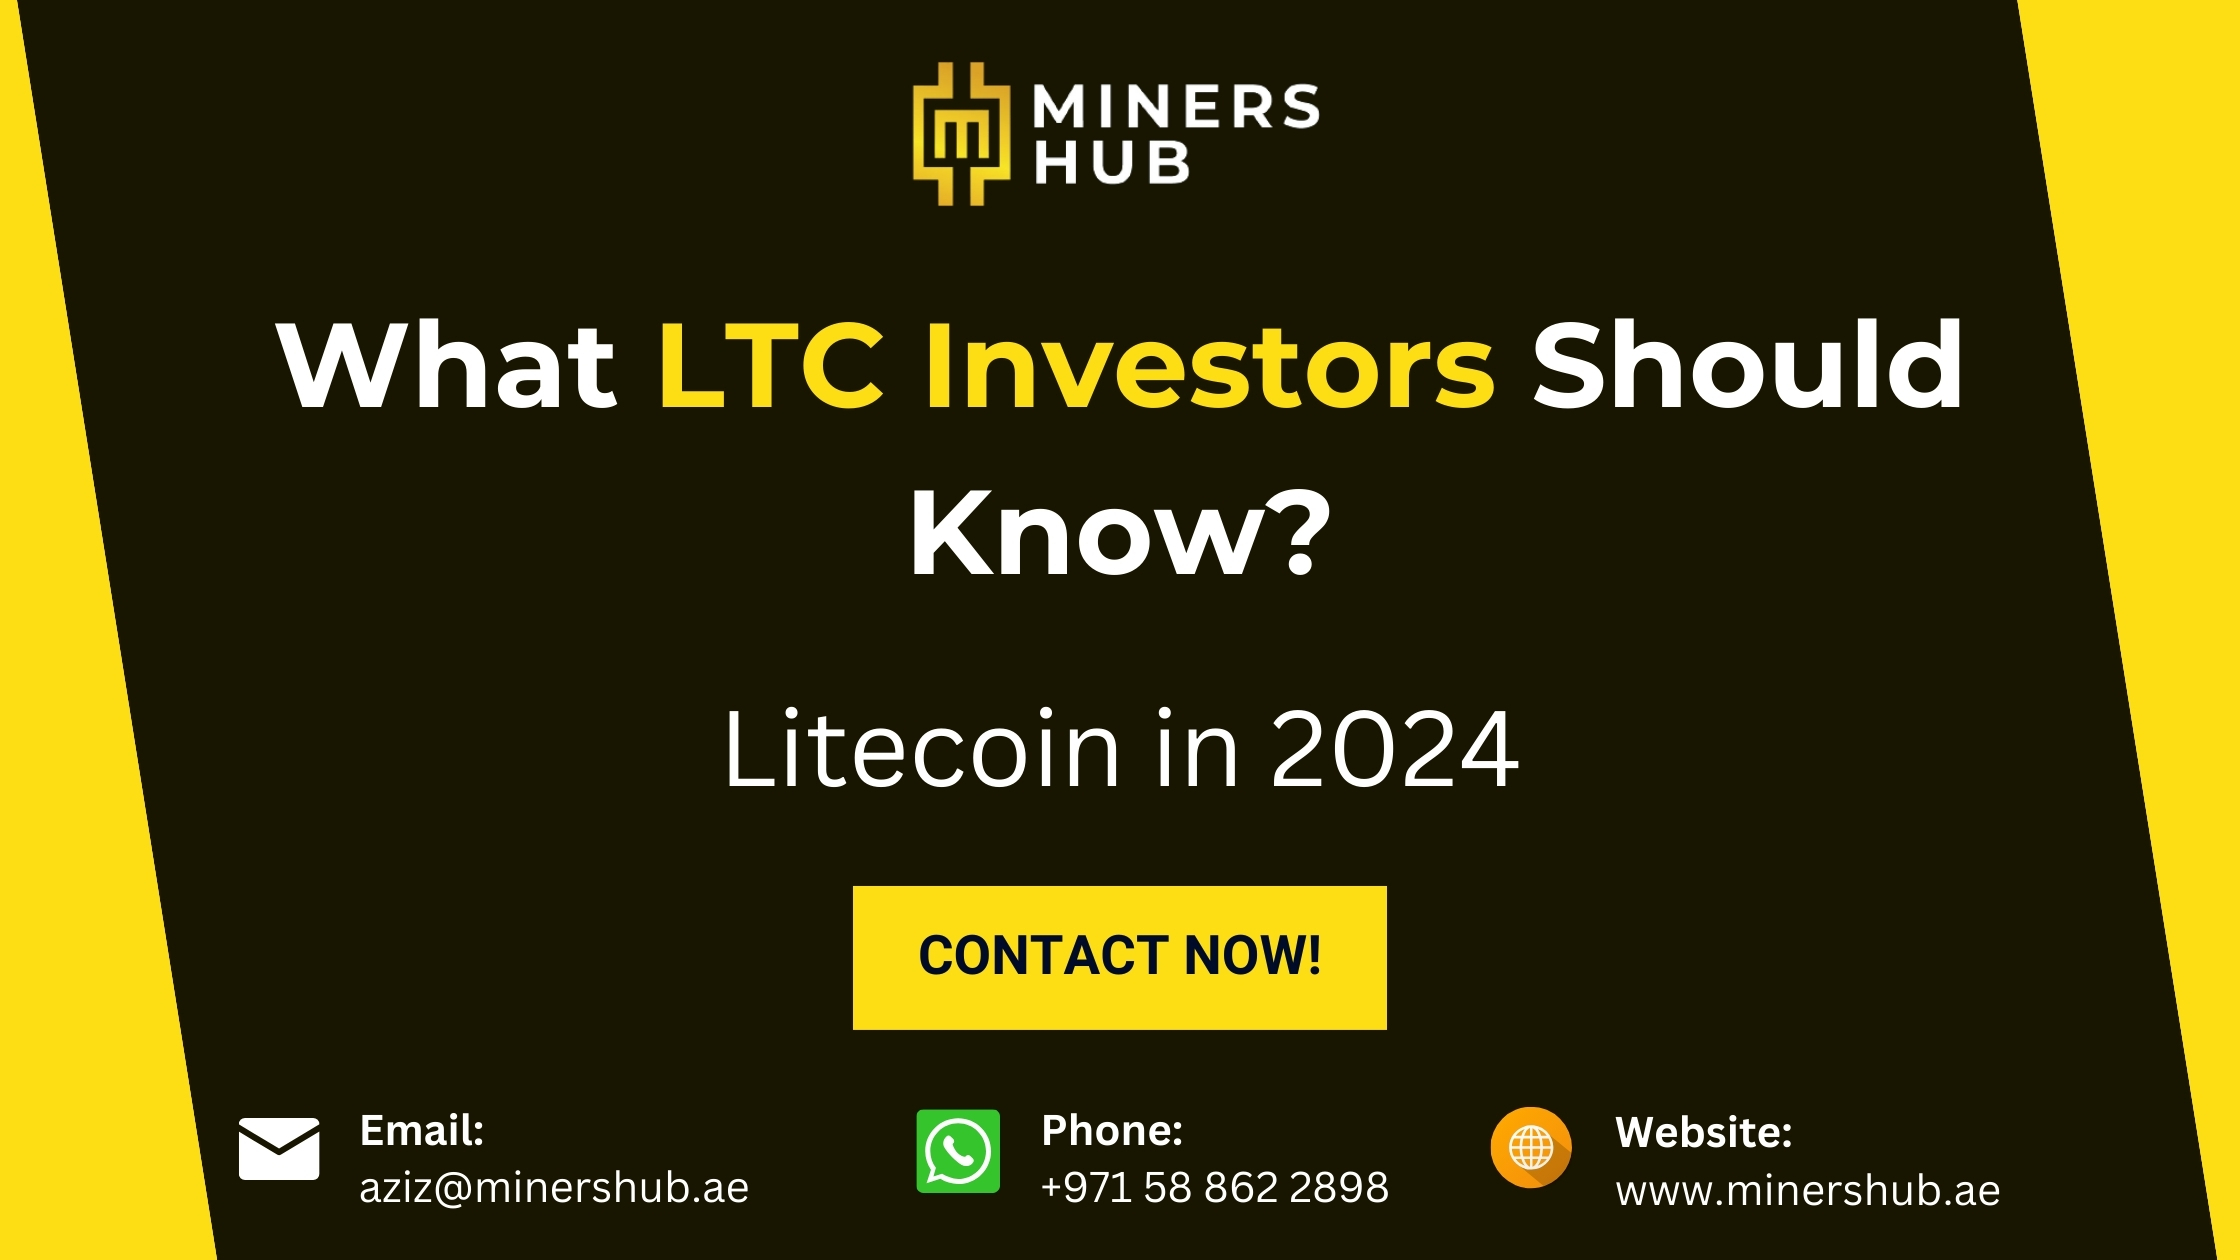 MINERS
HUB
What LTC Investors Should
Know?
Litecoin in 2024
CONTACT NOW!
Email:
aziz@minershub.ae
Phone:
+971 58 862 2898
Website:
www.minershub.ae